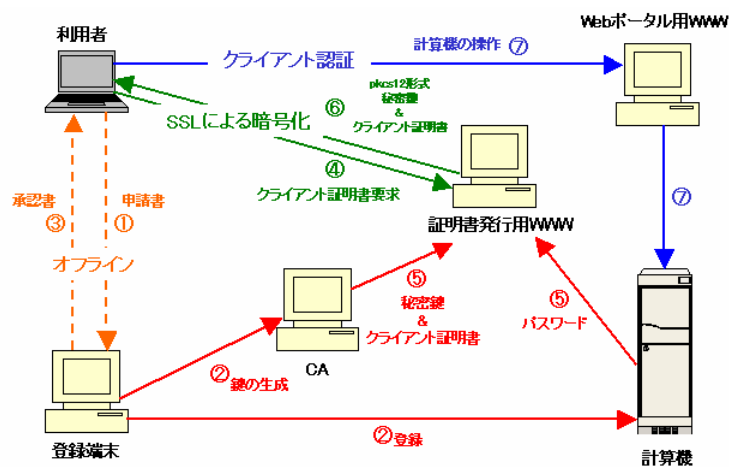 Webポータル用WWW
利用者
クライアント認証
計算機の操作⑦
pkcs12形式
秘密鍵
&
クライアント証明書
⑥
SSLによる暗号化
④
クライアント証明書要求
承認書
③
申請書
①
オフライン
証明書発行用WWW
⑦
⑤
秘密鍵
&
クライアント証明書
⑤
パスワード
CA
②鍵の生成
②登録
登録端末
計算機